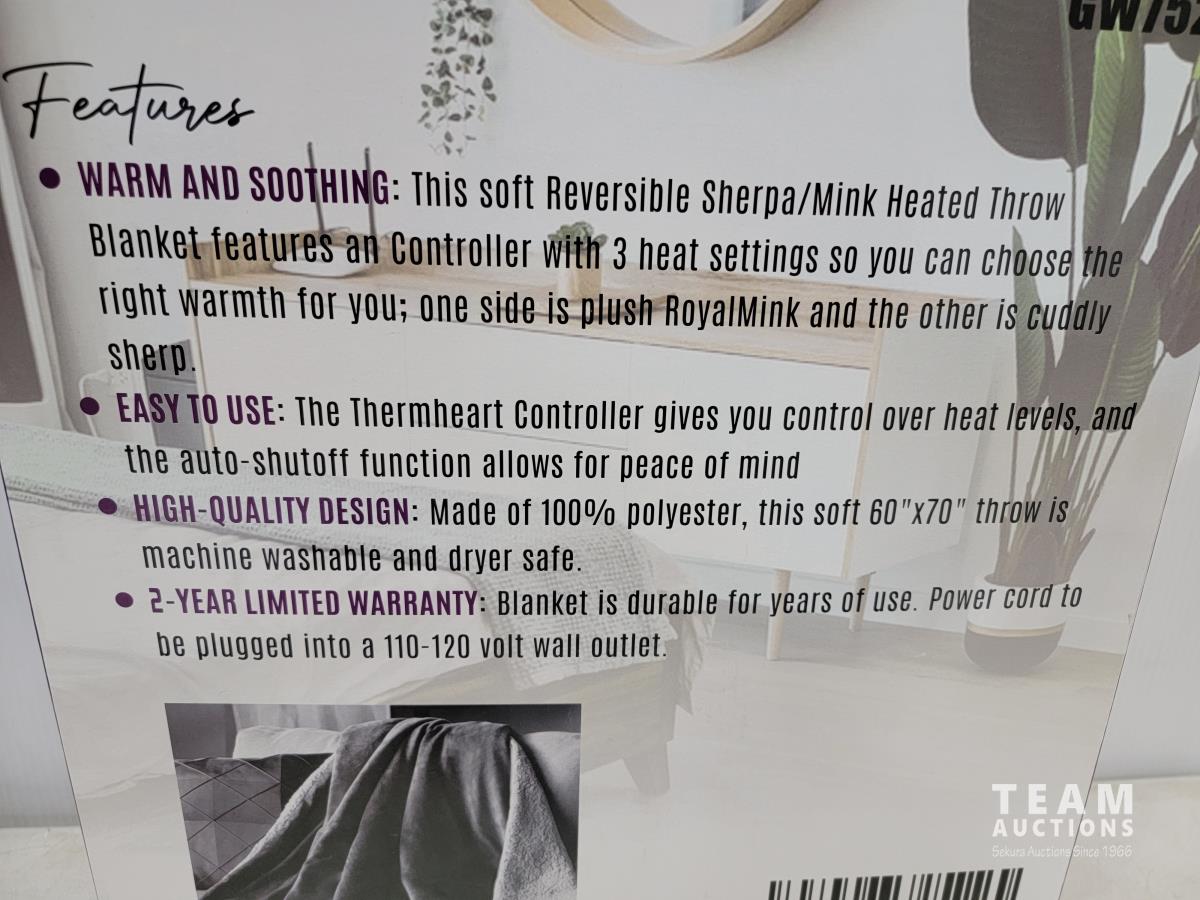 GW752
Features
• WARM AND SOOTHING: This soft Reversible Sherpa/Mink Heated Throw
Blanket features an Controller with 3 heat settings so you can choose the
right warmth for you; one side is plush RoyalMink and the other is cuddly
sherp.
• EASY TO USE: The Thermheart Controller gives you control over heat levels, and
the auto-shutoff function allows for peace of mind
• HIGH-QUALITY DESIGN: Made of 100% polyester, this soft 60"x70" throw is
machine washable and dryer safe.
• 2-YEAR LIMITED WARRANTY: Blanket is durable for years of use. Power cord to
be plugged into a 110-120 volt wall outlet.
TEAM
AUCTIONS
Sekura Auctions Since 1966